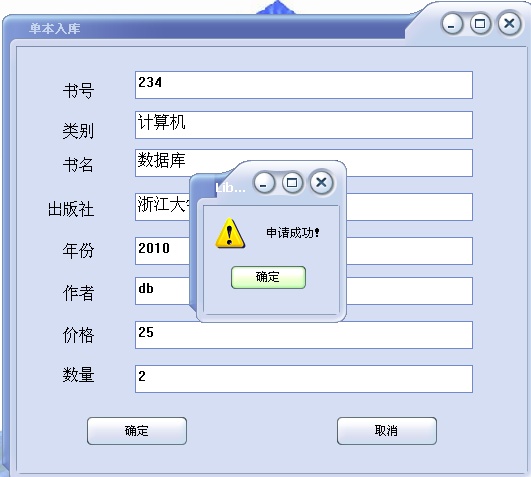 单本入库
书号 234
类别 计算机
书名 数据库
Lib...
出版社 浙江大
申请成功!
年份 2010
确定
作者 db
价格 25
数量 2
确定 取消